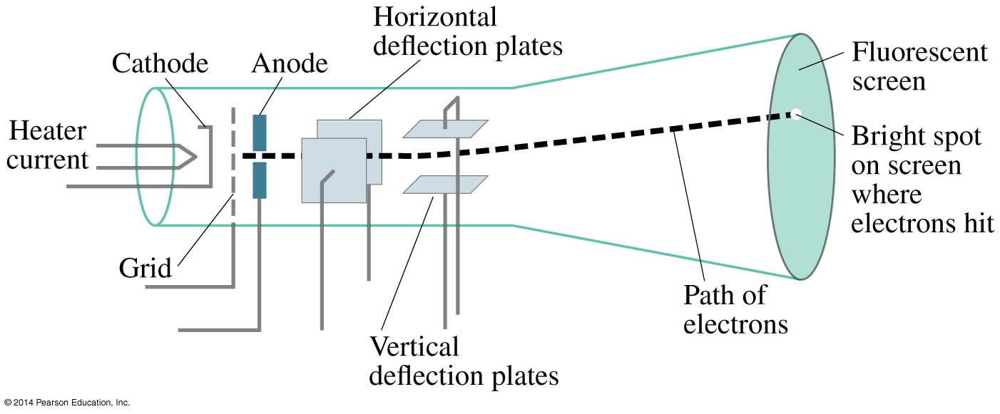 Horizontal
deflection plates
Cathode
Anode
Fluorescent
screen
Heater
current
Bright spot
on screen
where
electrons hit
Grid
Path of
electrons
Vertical
deflection plates
© 2014 Pearson Education, Inc.